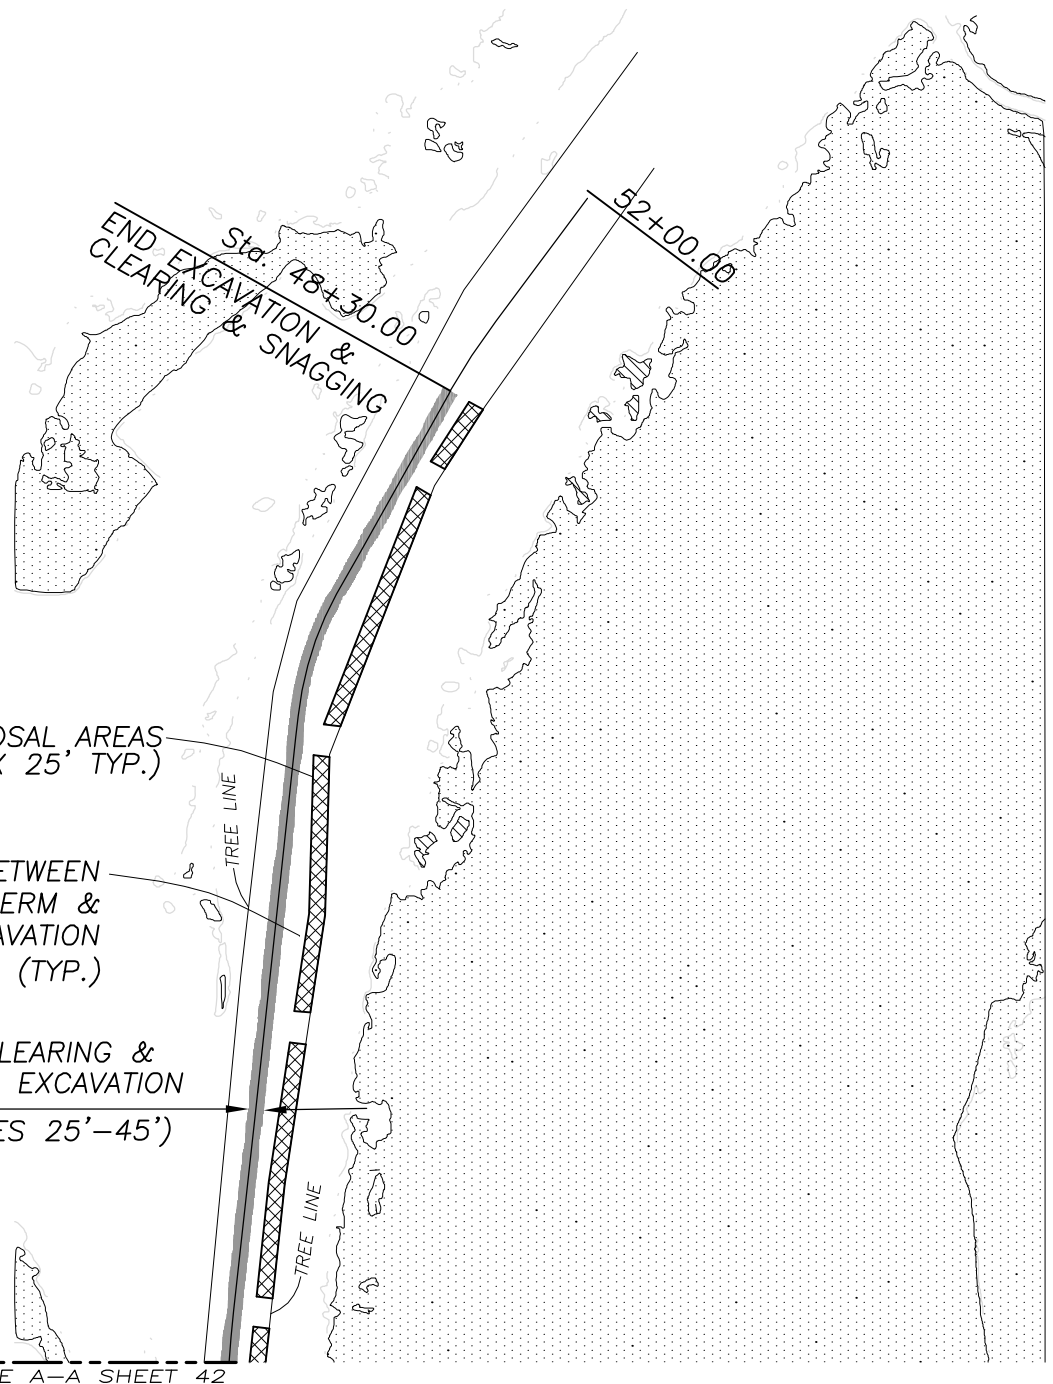 52+00.00
Sta. 48+30.00
END EXCAVATION &
CLEARING & SNAGGING
OSAL AREAS
X 25' TYP.)
TREE LINE
ETWEEN
ERM &
AVATION
(TYP.)
LEARING &
EXCAVATION
ES 25'-45')
TREE LINE
E A-A SHEET 42